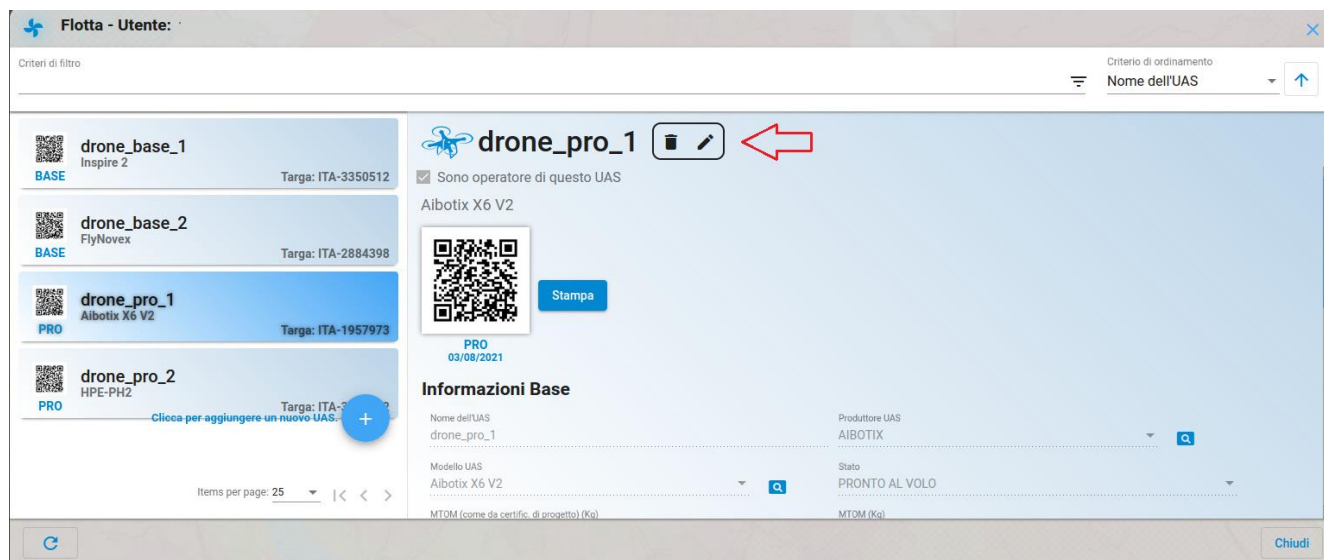 Flotta - Utente:
Criteri di filtro
Criterio di ordinamento
Nome dell'UAS
drone_base_1
Inspire 2
BASE
Targa: ITA-3350512
drone_base_2
FlyNovex
BASE
Targa: ITA-2884398
drone_pro_1
Aibotix X6 V2
PRO
Targa: ITA-1957973
drone_pro_2
HPE-PH2
PRO
Targa: ITA-
Clicca per aggiungere un nuovo UAS.
Items per page: 25
drone_pro_1
Sono operatore di questo UAS
Aibotix X6 V2
Stampa
PRO
03/08/2021
Informazioni Base
Nome dell'UAS
drone_pro_1
Produttore UAS
AIBOTIX
Modello UAS
Aibotix X6 V2
Stato
PRONTO AL VOLO
MTOM (come da certific. di progetto) (Kg)
MTOM (Kg)
Chiudi